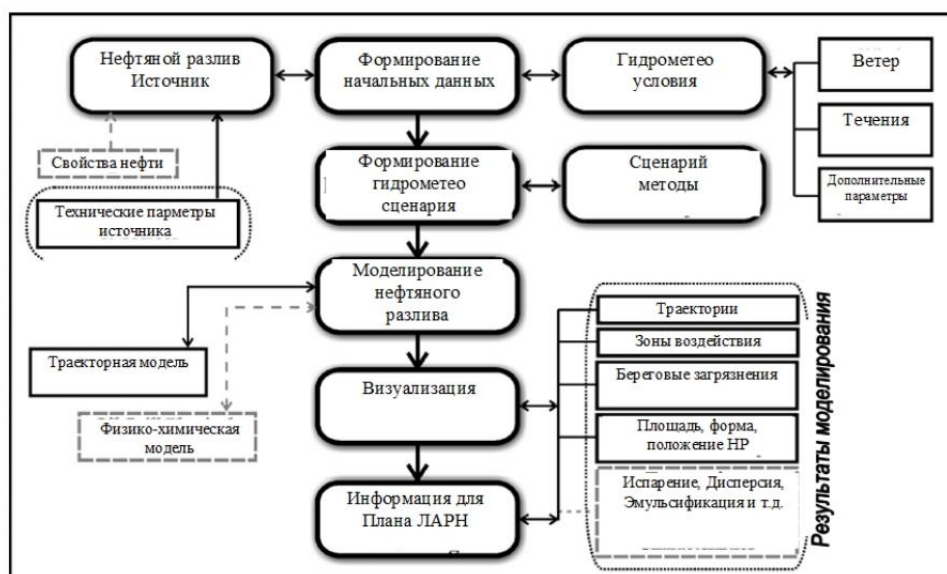 Нефтяной разлив
Источник
Формирование
начальных данных
Гидрометео
условия
Ветер
Течения
Дополнительные
параметры
Свойства нефти
Технические парметры
источника
Формирование
гидрометео
сценария
Сценарий
методы
Моделирование
нефтяного
разлива
Траекторная модель
Физико-химическая
модель
Визуализация
Информация для
Плана ЛАРН
Траектории
Зоны воздействия
Береговые загрязнения
Площадь, форма,
положение НР
Испарение, Дисперсия,
Эмульсификация и т.д.
Результаты моделирования